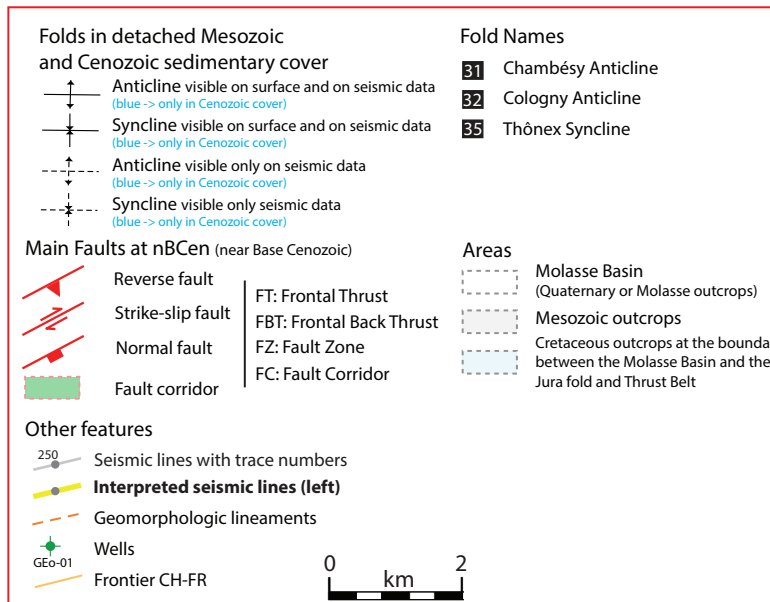 Folds in detached Mesozoic
and Cenozoic sedimentary cover
Anticline visible on surface and on seismic data
(blue -> only in Cenozoic cover)
Syncline visible on surface and on seismic data
(blue -> only in Cenozoic cover)
Anticline visible only on seismic data
(blue -> only in Cenozoic cover)
Syncline visible only seismic data
(blue -> only in Cenozoic cover)
Fold Names
31 Chambésy Anticline
32 Cologny Anticline
35 Thônex Syncline
Main Faults at nBCen (near Base Cenozoic)
Reverse fault
Strike-slip fault
Normal fault
Fault corridor
FT: Frontal Thrust
FBT: Frontal Back Thrust
FZ: Fault Zone
FC: Fault Corridor
Areas
Molasse Basin
(Quaternary or Molasse outcrops)
Mesozoic outcrops
Cretaceous outcrops at the bounda
between the Molasse Basin and the
Jura fold and Thrust Belt
Other features
250 Seismic lines with trace numbers
Interpreted seismic lines (left)
Geomorphologic lineaments
Wells
GEo-01
Frontier CH-FR
0 2
km